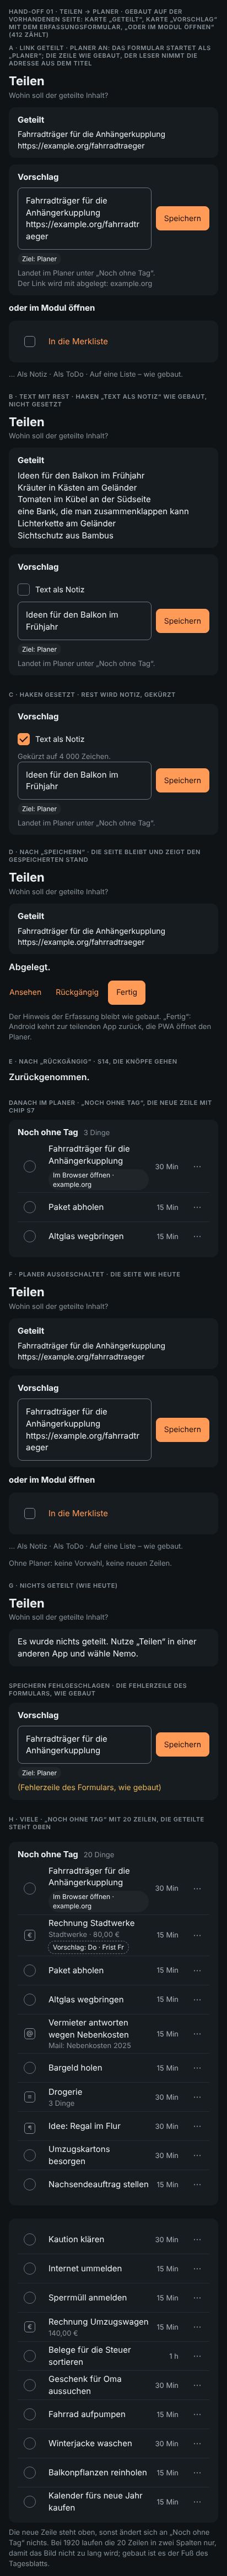 HAND-OFF 01 · TEILEN → PLANER · GEBAUT AUF DER
VORHANDENEN SEITE: KARTE „GETEILT“, KARTE „VORSCHLAG“
MIT DEM ERFASSUNGSFORMULAR, „ODER IM MODUL ÖFFNEN“
(412 ZÄHLT)
A · LINK GETEILT · PLANER AN: DAS FORMULAR STARTET ALS
„PLANER“; DIE ZEILE WIE GEBAUT, DER LESER NIMMT DIE
ADRESSE AUS DEM TITEL
Teilen
Wohin soll der geteilte Inhalt?
Geteilt
Fahrradträger für die Anhängerkupplung
https://example.org/fahrradtraeger
Vorschlag
Fahrradträger für die
Anhängerkupplung
https://example.org/fahrradtr
aeger
Speichern
Ziel: Planer
Landet im Planer unter „Noch ohne Tag“.
Der Link wird mit abgelegt: example.org
oder im Modul öffnen
In die Merkliste
… Als Notiz · Als ToDo · Auf eine Liste – wie gebaut.
B · TEXT MIT REST · HAKEN „TEXT ALS NOTIZ“ WIE GEBAUT,
NICHT GESETZT
Teilen
Wohin soll der geteilte Inhalt?
Geteilt
Ideen für den Balkon im Frühjahr
Kräuter in Kästen am Geländer
Tomaten im Kübel an der Südseite
eine Bank, die man zusammenklappen kann
Lichterkette am Geländer
Sichtschutz aus Bambus
Vorschlag
Text als Notiz
Ideen für den Balkon im
Frühjahr
Speichern
Ziel: Planer
Landet im Planer unter „Noch ohne Tag“.
C · HAKEN GESETZT · REST WIRD NOTIZ, GEKÜRZT
Vorschlag
Text als Notiz
Gekürzt auf 4 000 Zeichen.
Ideen für den Balkon im
Frühjahr
Speichern
Ziel: Planer
Landet im Planer unter „Noch ohne Tag“.
D · NACH „SPEICHERN“ · DIE SEITE BLEIBT UND ZEIGT DEN
GESPEICHERTEN STAND
Teilen
Wohin soll der geteilte Inhalt?
Geteilt
Fahrradträger für die Anhängerkupplung
https://example.org/fahrradtraeger
Abgelegt.
Ansehen Rückgängig Fertig
Der Hinweis der Erfassung bleibt wie gebaut. „Fertig“:
Android kehrt zur teilenden App zurück, die PWA öffnet den
Planer.
E · NACH „RÜCKGÄNGIG“ · S14, DIE KNÖPFE GEHEN
Zurückgenommen.
DANACH IM PLANER · „NOCH OHNE TAG“, DIE NEUE ZEILE MIT
CHIP S7
Noch ohne Tag 3 Dinge
Fahrradträger für die
Anhängerkupplung
Im Browser öffnen ·
example.org
30 Min ···
Paket abholen 15 Min ···
Altglas wegbringen 15 Min ···
F · PLANER AUSGESCHALTET · DIE SEITE WIE HEUTE
Teilen
Wohin soll der geteilte Inhalt?
Geteilt
Fahrradträger für die Anhängerkupplung
https://example.org/fahrradtraeger
Vorschlag
Fahrradträger für die
Anhängerkupplung
https://example.org/fahrradtr
aeger
Speichern
oder im Modul öffnen
In die Merkliste
… Als Notiz · Als ToDo · Auf eine Liste – wie gebaut.
Ohne Planer: keine Vorwahl, keine neuen Zeilen.
G · NICHTS GETEILT (WIE HEUTE)
Teilen
Wohin soll der geteilte Inhalt?
Es wurde nichts geteilt. Nutze „Teilen“ in einer
anderen App und wähle Nemo.
SPEICHERN FEHLGESCHLAGEN · DIE FEHLERZEILE DES
FORMULARS, WIE GEBAUT
Vorschlag
Fahrradträger für die
Anhängerkupplung
Speichern
Ziel: Planer
(Fehlerzeile des Formulars, wie gebaut)
H · VIELE · „NOCH OHNE TAG“ MIT 20 ZEILEN, DIE GETEILTE
STEHT OBEN
Noch ohne Tag 20 Dinge
Fahrradträger für die
Anhängerkupplung
Im Browser öffnen ·
example.org
30 Min ···
Rechnung Stadtwerke
Stadtwerke · 80,00 €
Vorschlag: Do · Frist Fr
€ 15 Min ···
Paket abholen 15 Min ···
Altglas wegbringen 15 Min ···
Vermieter antworten
wegen Nebenkosten
Mail: Nebenkosten 2025
@ 15 Min ···
Bargeld holen 15 Min ···
Drogerie
3 Dinge
30 Min ···
¶ Idee: Regal im Flur 30 Min ···
Umzugskartons
besorgen
30 Min ···
Nachsendeauftrag stellen 15 Min ···
Kaution klären 30 Min ···
Internet ummelden 15 Min ···
Sperrmüll anmelden 15 Min ···
Rechnung Umzugswagen
140,00 €
€ 15 Min ···
Belege für die Steuer
sortieren
1 h ···
Geschenk für Oma
aussuchen
30 Min ···
Fahrrad aufpumpen 15 Min ···
Winterjacke waschen 30 Min ···
Balkonpflanzen reinholen 15 Min ···
Kalender fürs neue Jahr
kaufen
15 Min ···
Die neue Zeile steht oben, sonst ändert sich an „Noch ohne
Tag“ nichts. Bei 1920 laufen die 20 Zeilen in zwei Spalten nur,
damit das Bild nicht zu lang wird; gebaut ist es der Fuß des
Tagesblatts.